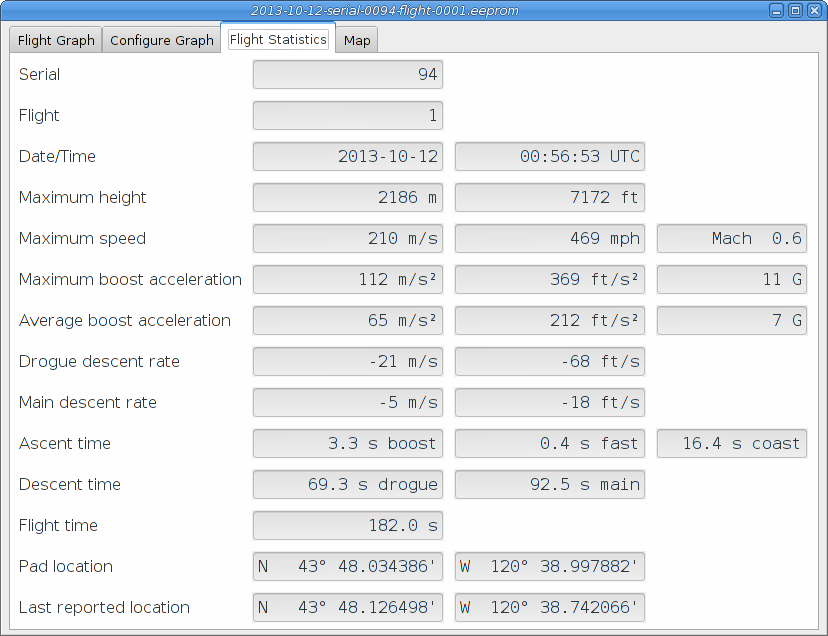 2013-10-12-serial-0094-flight-0001.eeprom
Flight Graph Configure Graph Flight Statistics Map
Serial 94
Flight 1
Date/Time 2013-10-12 00:56:53 UTC
Maximum height 2186 m 7172 ft
Maximum speed 210 m/s 469 mph Mach 0.6
Maximum boost acceleration 112 m/s² 369 ft/s² 11 G
Average boost acceleration 65 m/s² 212 ft/s² 7 G
Drogue descent rate -21 m/s -68 ft/s
Main descent rate -5 m/s -18 ft/s
Ascent time 3.3 s boost 0.4 s fast 16.4 s coast
Descent time 69.3 s drogue 92.5 s main
Flight time 182.0 s
Pad location N 43° 48.034386' W 120° 38.997882'
Last reported location N 43° 48.126498' W 120° 38.742066'